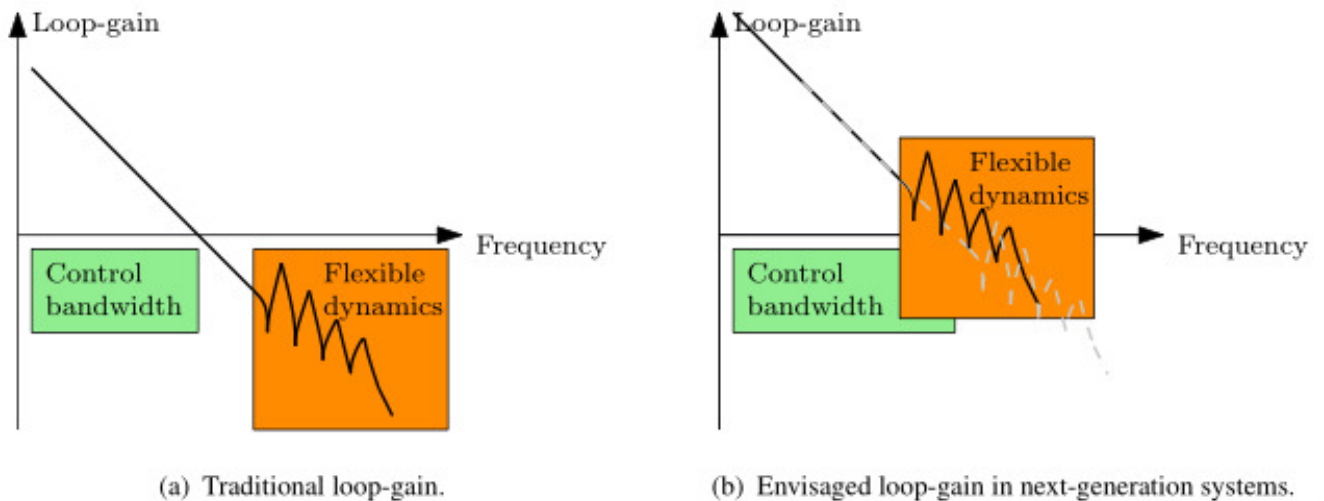 Loop-gain
Frequency
Control
bandwidth
Flexible
dynamics
(a) Traditional loop-gain.
Loop-gain
Flexible
dynamics
Frequency
Control
bandwidth
(b) Envisaged loop-gain in next-generation systems.